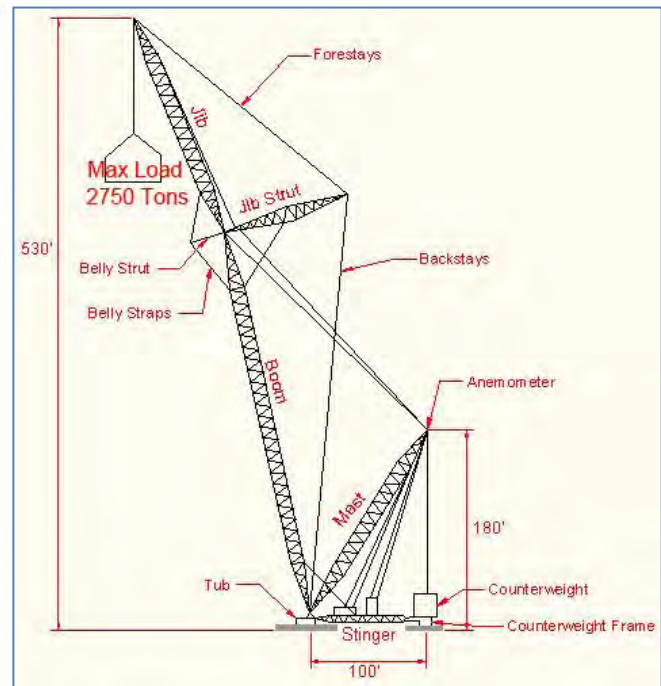 Forestays
Jib
Max Load
2750 Tons
Jib Strut
530'
Belly Strut
Backstays
Belly Straps
Boom
Anemometer
Mast
180'
Tub
Counterweight
Stinger
Counterweight Frame
100'